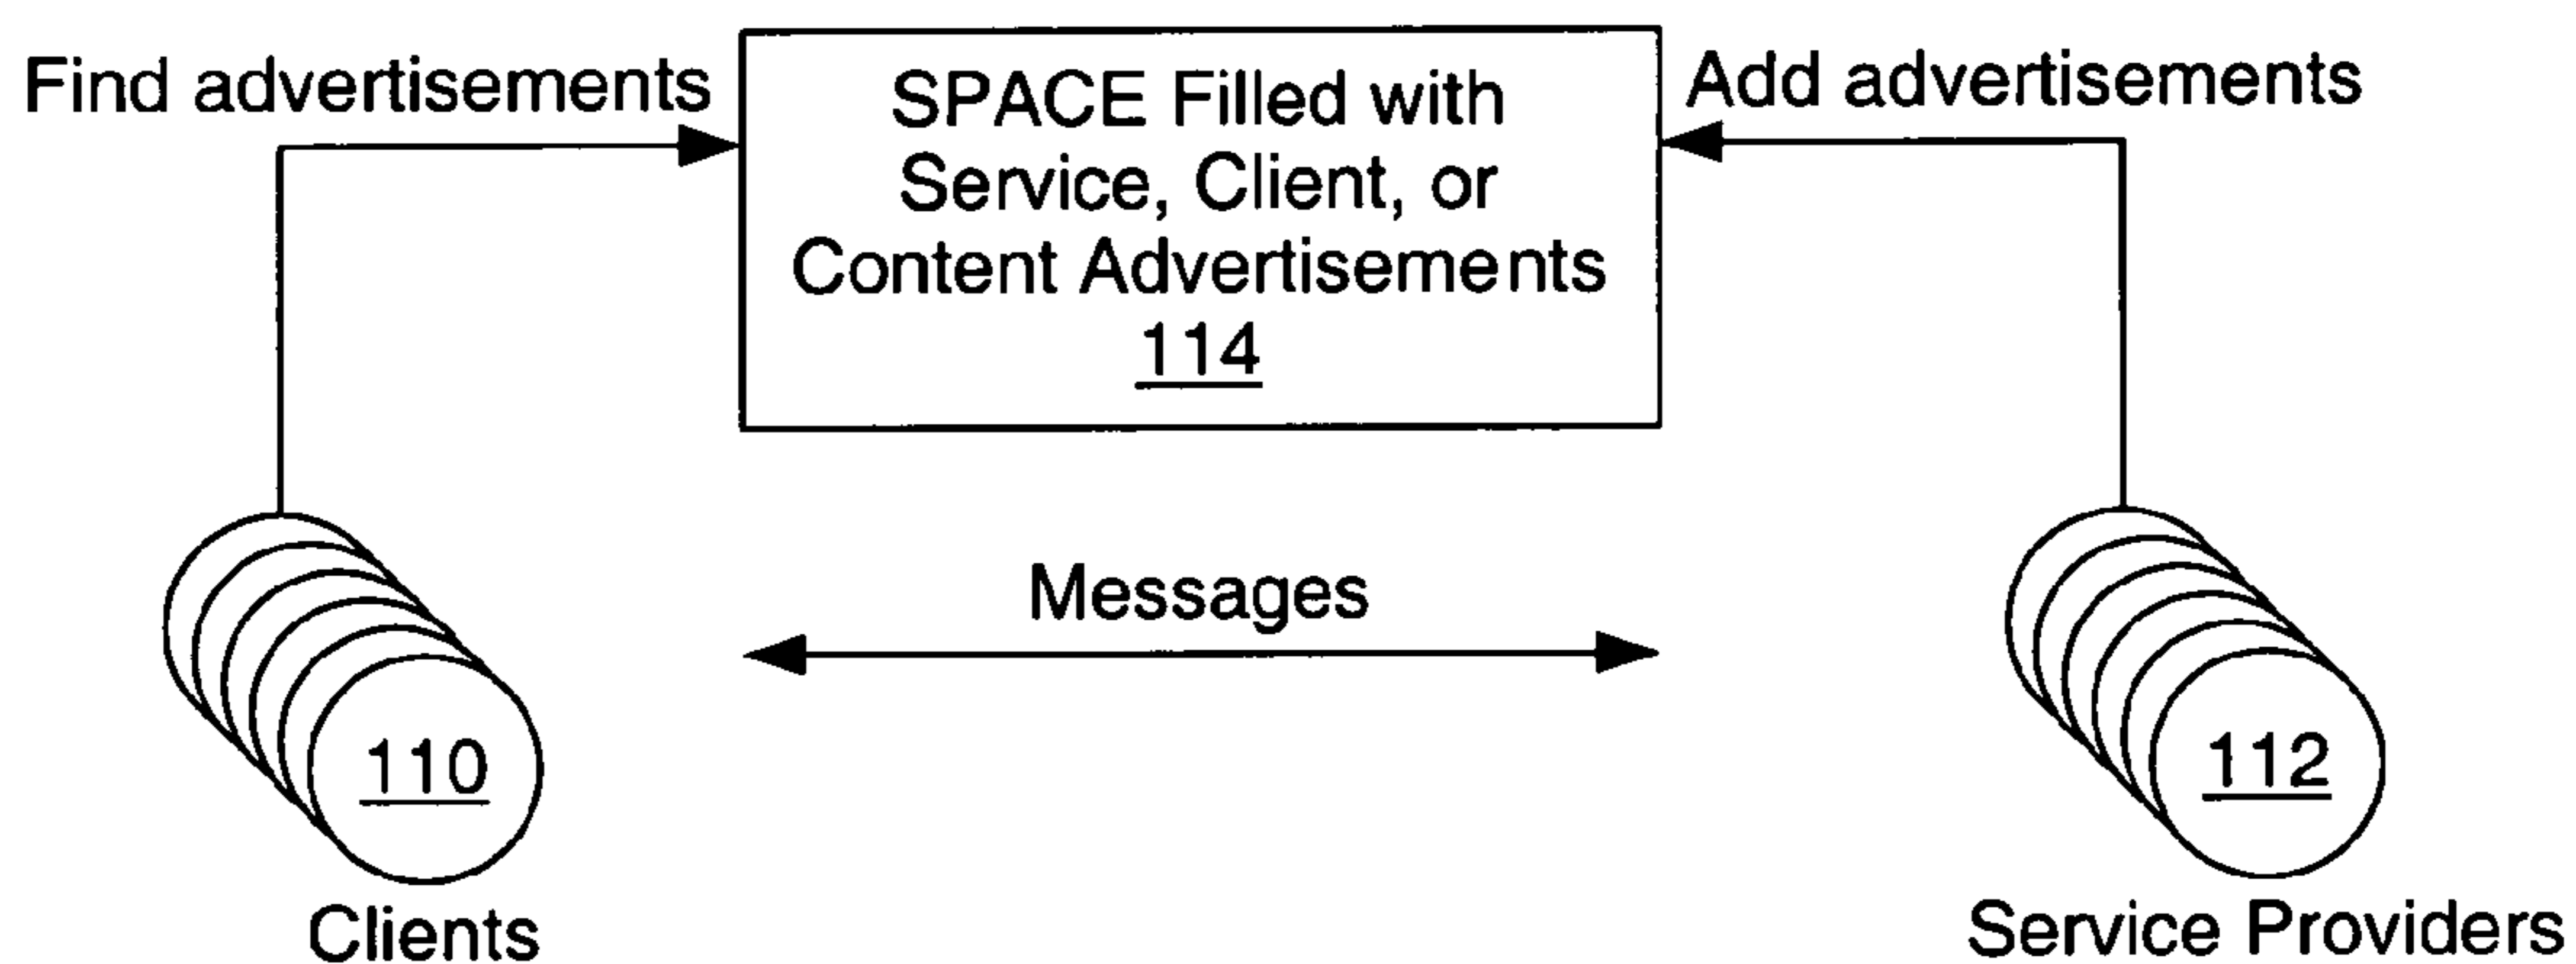 Find advertisements
SPACE Filled with
Service, Client, or
Content Advertisements
114
Add advertisements
Messages
110
Clients
112
Service Providers